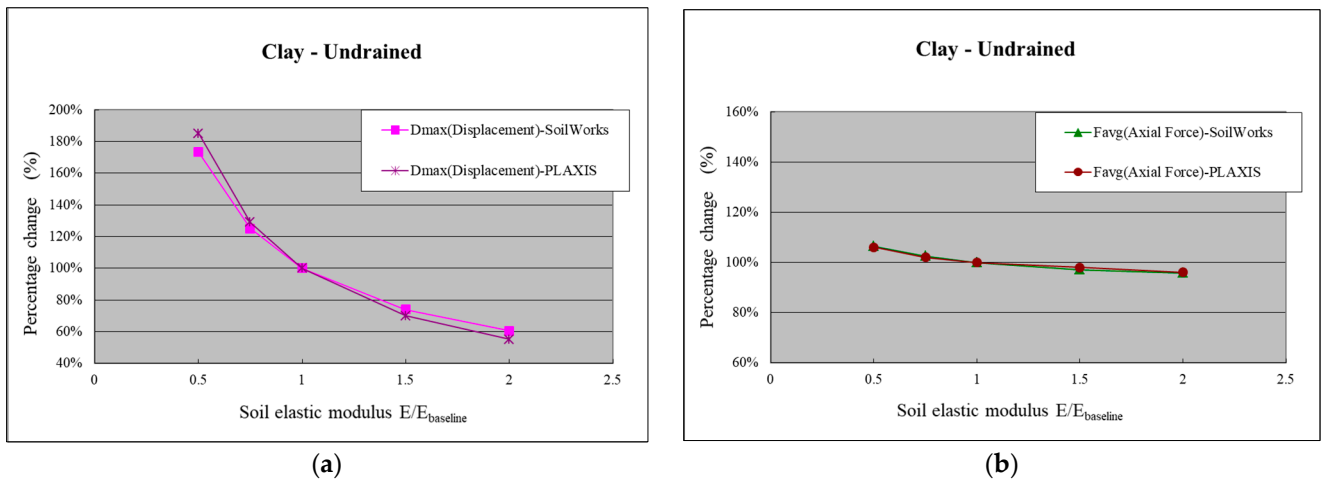 Clay - Undrained
200%
180%
160%
140%
120%
100%
80%
60%
40%
Percentage change (%)
Dmax(Displacement)-SoilWorks
Dmax(Displacement)-PLAXIS
0 0.5 1 1.5 2 2.5
Soil elastic modulus E/Ebaseline
(a)
Clay - Undrained
160%
140%
120%
100%
80%
60%
Percentage change (%)
Favg(Axial Force)-SoilWorks
Favg(Axial Force)-PLAXIS
0 0.5 1 1.5 2 2.5
Soil elastic modulus E/Ebaseline
(b)